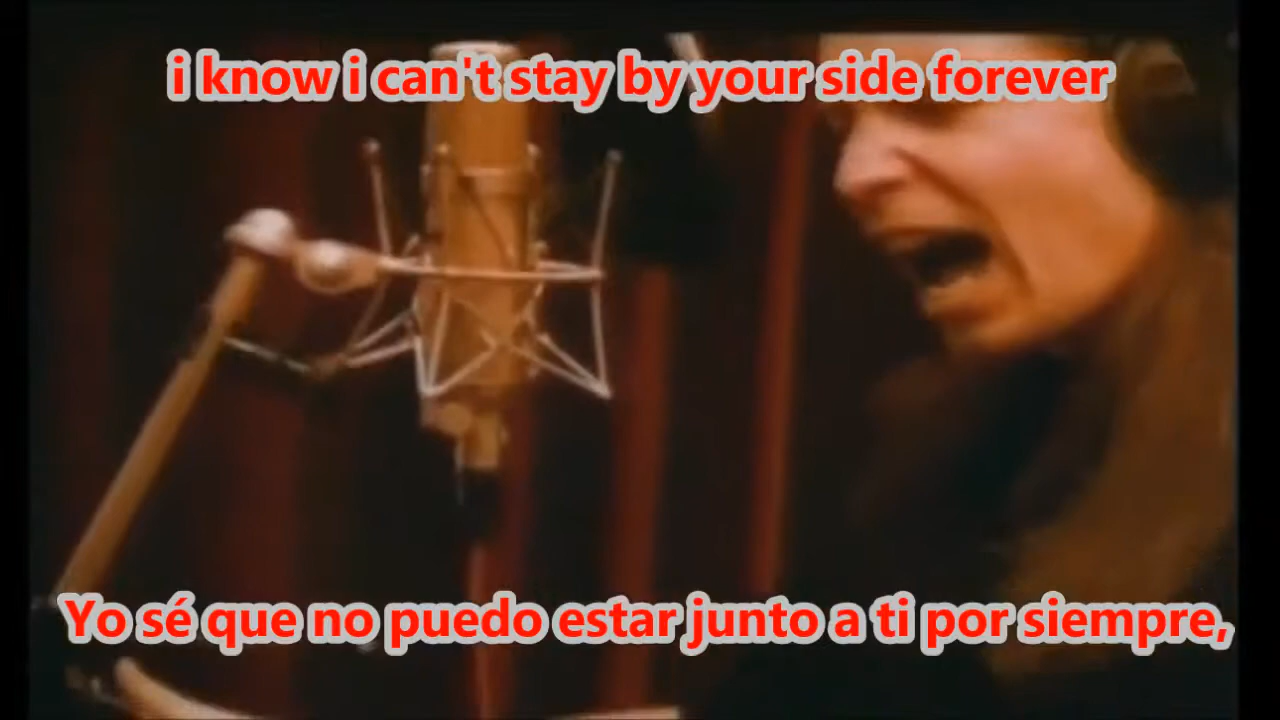 i know i can't stay by your side forever
Yo sé que no puedo estar junto a ti por siempre,